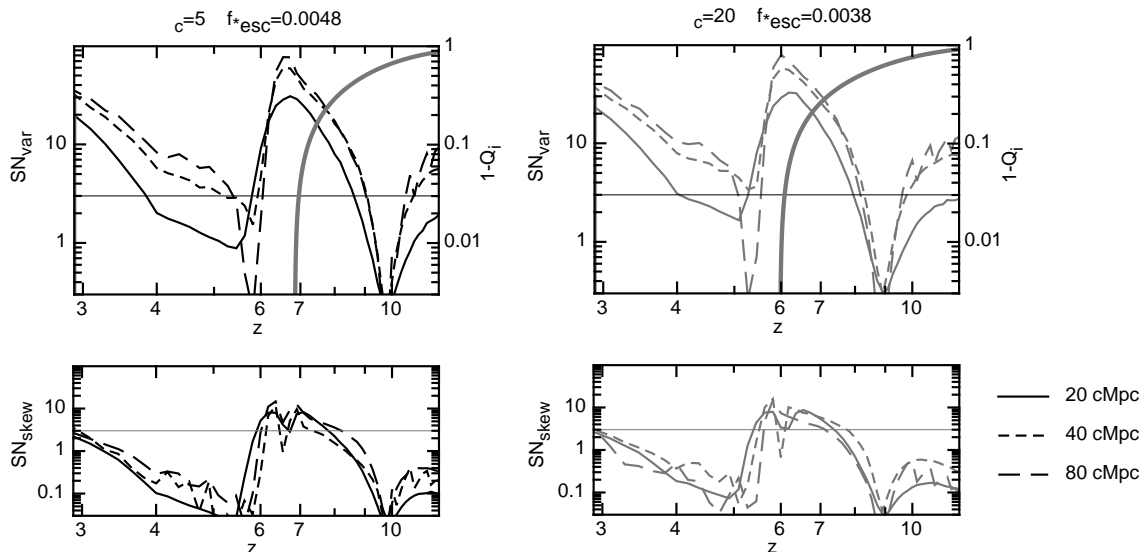 c=5 f*esc=0.0048
c=20 f*esc=0.0038
SNvar
10
1
1
0.1
0.01
1-Qi
3 4 6 7 10
z
SNvar
10
1
1
0.1
0.01
1-Qi
3 4 6 7 10
z
SNskew
10
1
0.1
3 4 6 7 10
z
SNskew
10
1
0.1
3 4 6 7 10
z
20 cMpc
40 cMpc
80 cMpc